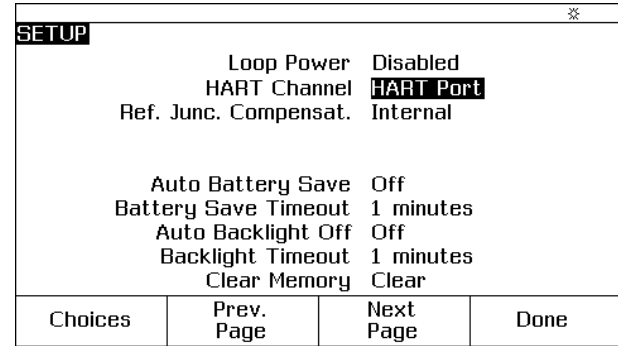 SETUP
Loop Power Disabled
HART Channel HART Port
Ref. Junc. Compensat. Internal
Auto Battery Save Off
Battery Save Timeout 1 minutes
Auto Backlight Off Off
Backlight Timeout 1 minutes
Clear Memory Clear
Choices Prev. Page Next Page Done